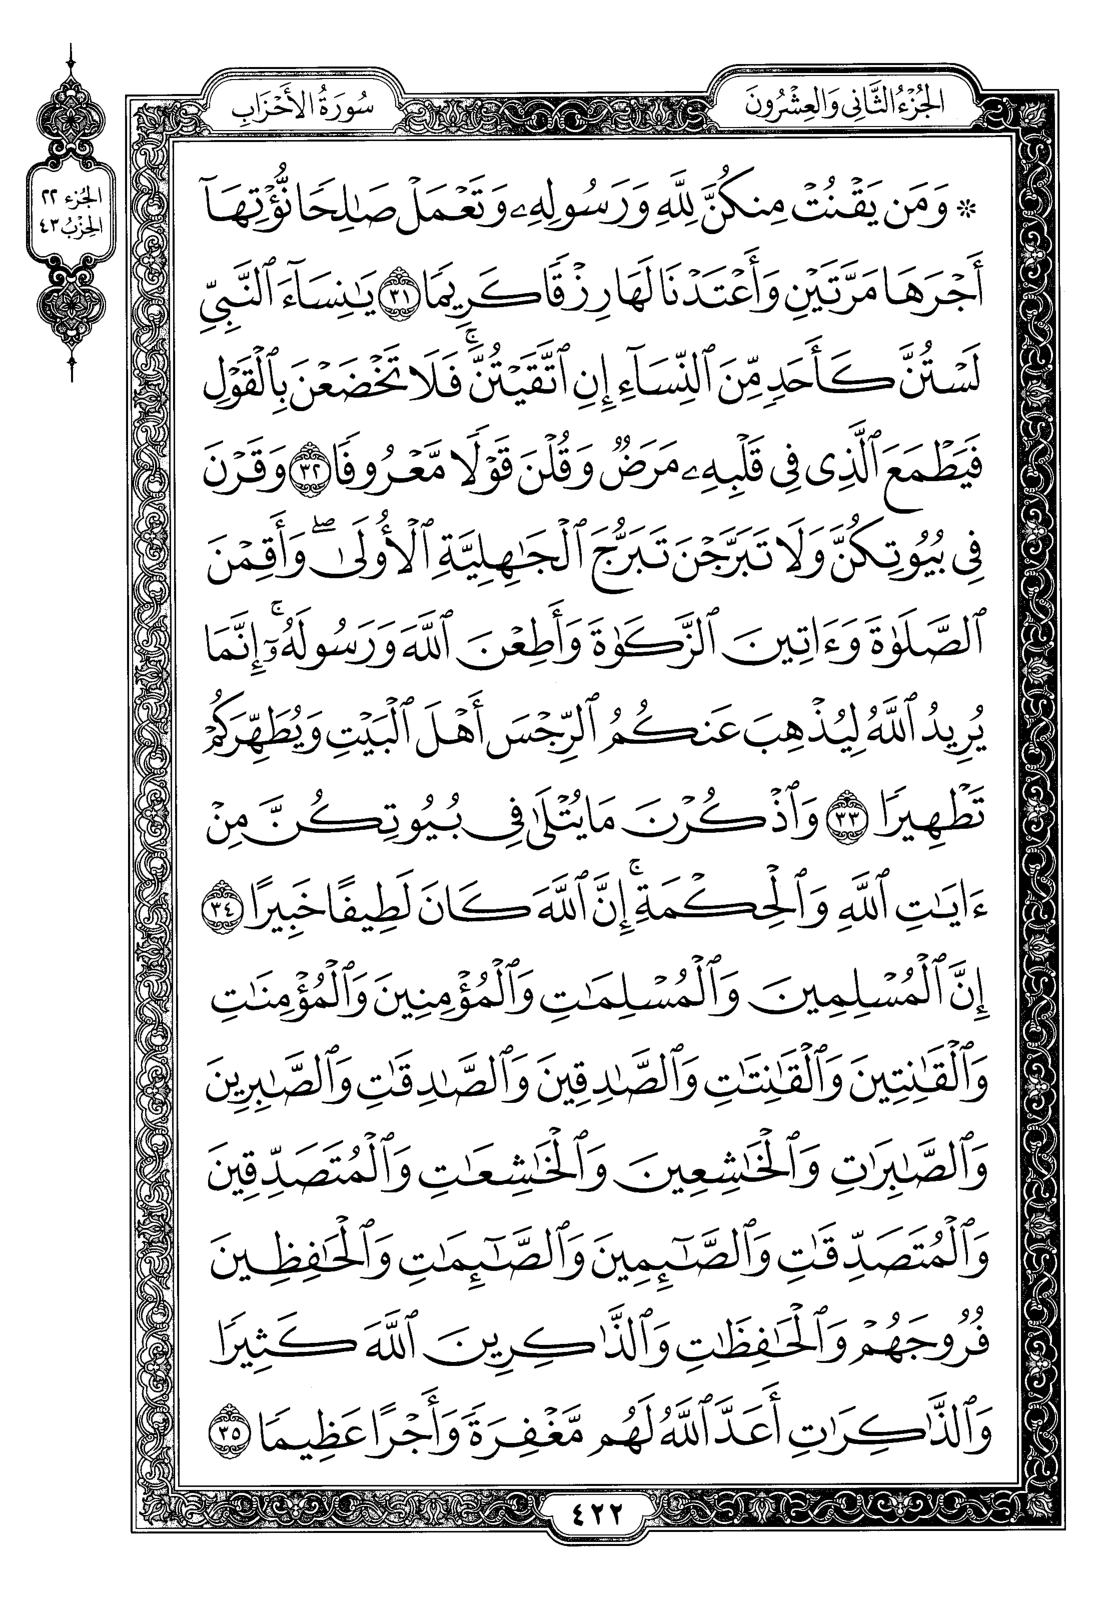 الجُزْءُ الثَّانِي وَالعِشْرُونَ
سُورَةُ الأَحْزَابِ
الجُزء ٢٢
الحِزْبُ ٤٣
۞ وَمَن يَقْنُتْ مِنكُنَّ لِلَّهِ وَرَسُولِهِۦ وَتَعْمَلْ صَٰلِحًا نُّؤْتِهَآ
أَجْرَهَا مَرَّتَيْنِ وَأَعْتَدْنَا لَهَا رِزْقًا كَرِيمًا ٣١ يَٰنِسَآءَ ٱلنَّبِيِّ
لَسْتُنَّ كَأَحَدٍ مِّنَ ٱلنِّسَآءِ إِنِ ٱتَّقَيْتُنَّۚ فَلَا تَخْضَعْنَ بِٱلْقَوْلِ
فَيَطْمَعَ ٱلَّذِى فِى قَلْبِهِۦ مَرَضٌ وَقُلْنَ قَوْلًا مَّعْرُوفًا ٣٢ وَقَرْنَ
فِى بُيُوتِكُنَّ وَلَا تَبَرَّجْنَ تَبَرُّجَ ٱلْجَٰهِلِيَّةِ ٱلْأُولَىٰۖ وَأَقِمْنَ
ٱلصَّلَوٰةَ وَءَاتِينَ ٱلزَّكَوٰةَ وَأَطِعْنَ ٱللَّهَ وَرَسُولَهُۥٓۚ إِنَّمَا
يُرِيدُ ٱللَّهُ لِيُذْهِبَ عَنكُمُ ٱلرِّجْسَ أَهْلَ ٱلْبَيْتِ وَيُطَهِّرَكُمْ
تَطْهِيرًا ٣٣ وَٱذْكُرْنَ مَا يُتْلَىٰ فِى بُيُوتِكُنَّ مِنْ
ءَايَٰتِ ٱللَّهِ وَٱلْحِكْمَةِۚ إِنَّ ٱللَّهَ كَانَ لَطِيفًا خَبِيرًا ٣٤
إِنَّ ٱلْمُسْلِمِينَ وَٱلْمُسْلِمَٰتِ وَٱلْمُؤْمِنِينَ وَٱلْمُؤْمِنَٰتِ
وَٱلْقَٰنِتِينَ وَٱلْقَٰنِتَٰتِ وَٱلصَّٰدِقِينَ وَٱلصَّٰدِقَٰتِ وَٱلصَّٰبِرِينَ
وَٱلصَّٰبِرَٰتِ وَٱلْخَٰشِعِينَ وَٱلْخَٰشِعَٰتِ وَٱلْمُتَصَدِّقِينَ
وَٱلْمُتَصَدِّقَٰتِ وَٱلصَّٰٓئِمِينَ وَٱلصَّٰٓئِمَٰتِ وَٱلْحَٰفِظِينَ
فُرُوجَهُمْ وَٱلْحَٰفِظَٰتِ وَٱلذَّٰكِرِينَ ٱللَّهَ كَثِيرًا
وَٱلذَّٰكِرَٰتِ أَعَدَّ ٱللَّهُ لَهُم مَّغْفِرَةً وَأَجْرًا عَظِيمًا ٣٥
٤٢٢